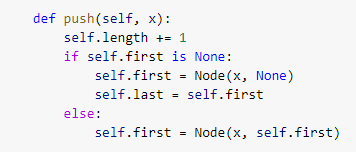 def push(self, x):
    self.length += 1
    if self.first is None:
        self.first = Node(x, None)
        self.last = self.first
    else:
        self.first = Node(x, self.first)